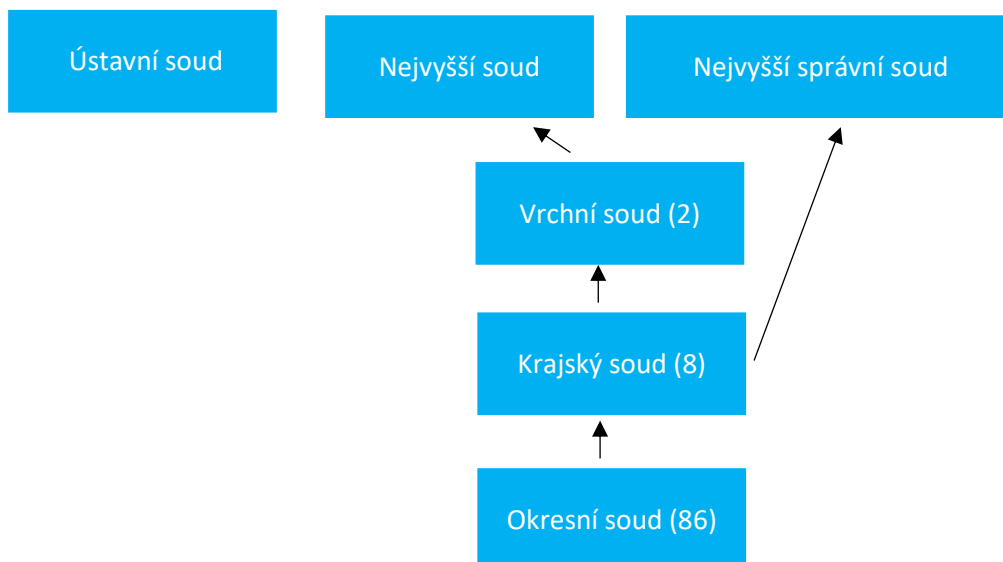 Ústavní soud
Nejvyšší soud
Nejvyšší správní soud
Vrchní soud (2)
Krajský soud (8)
Okresní soud (86)